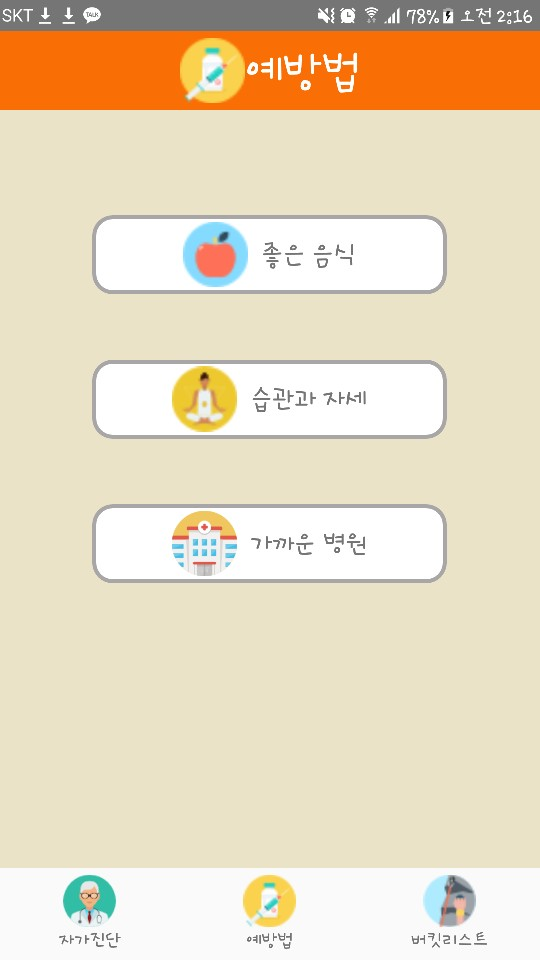 SKT TALK 78% 오전 2:16
예방법
좋은 음식
습관과 자세
가까운 병원
자가진단 예방법 버킷리스트